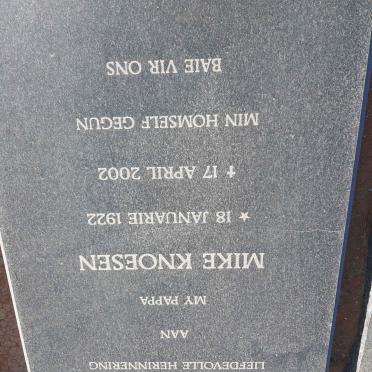 LIEFDEVOLLE HERINNERING
AAN
MY PAPPA
MIKE KNOESEN
★ 18 JANUARIE 1922
✝ 17 APRIL 2002
MIN HOMSELF GEGUN
BAIE VIR ONS